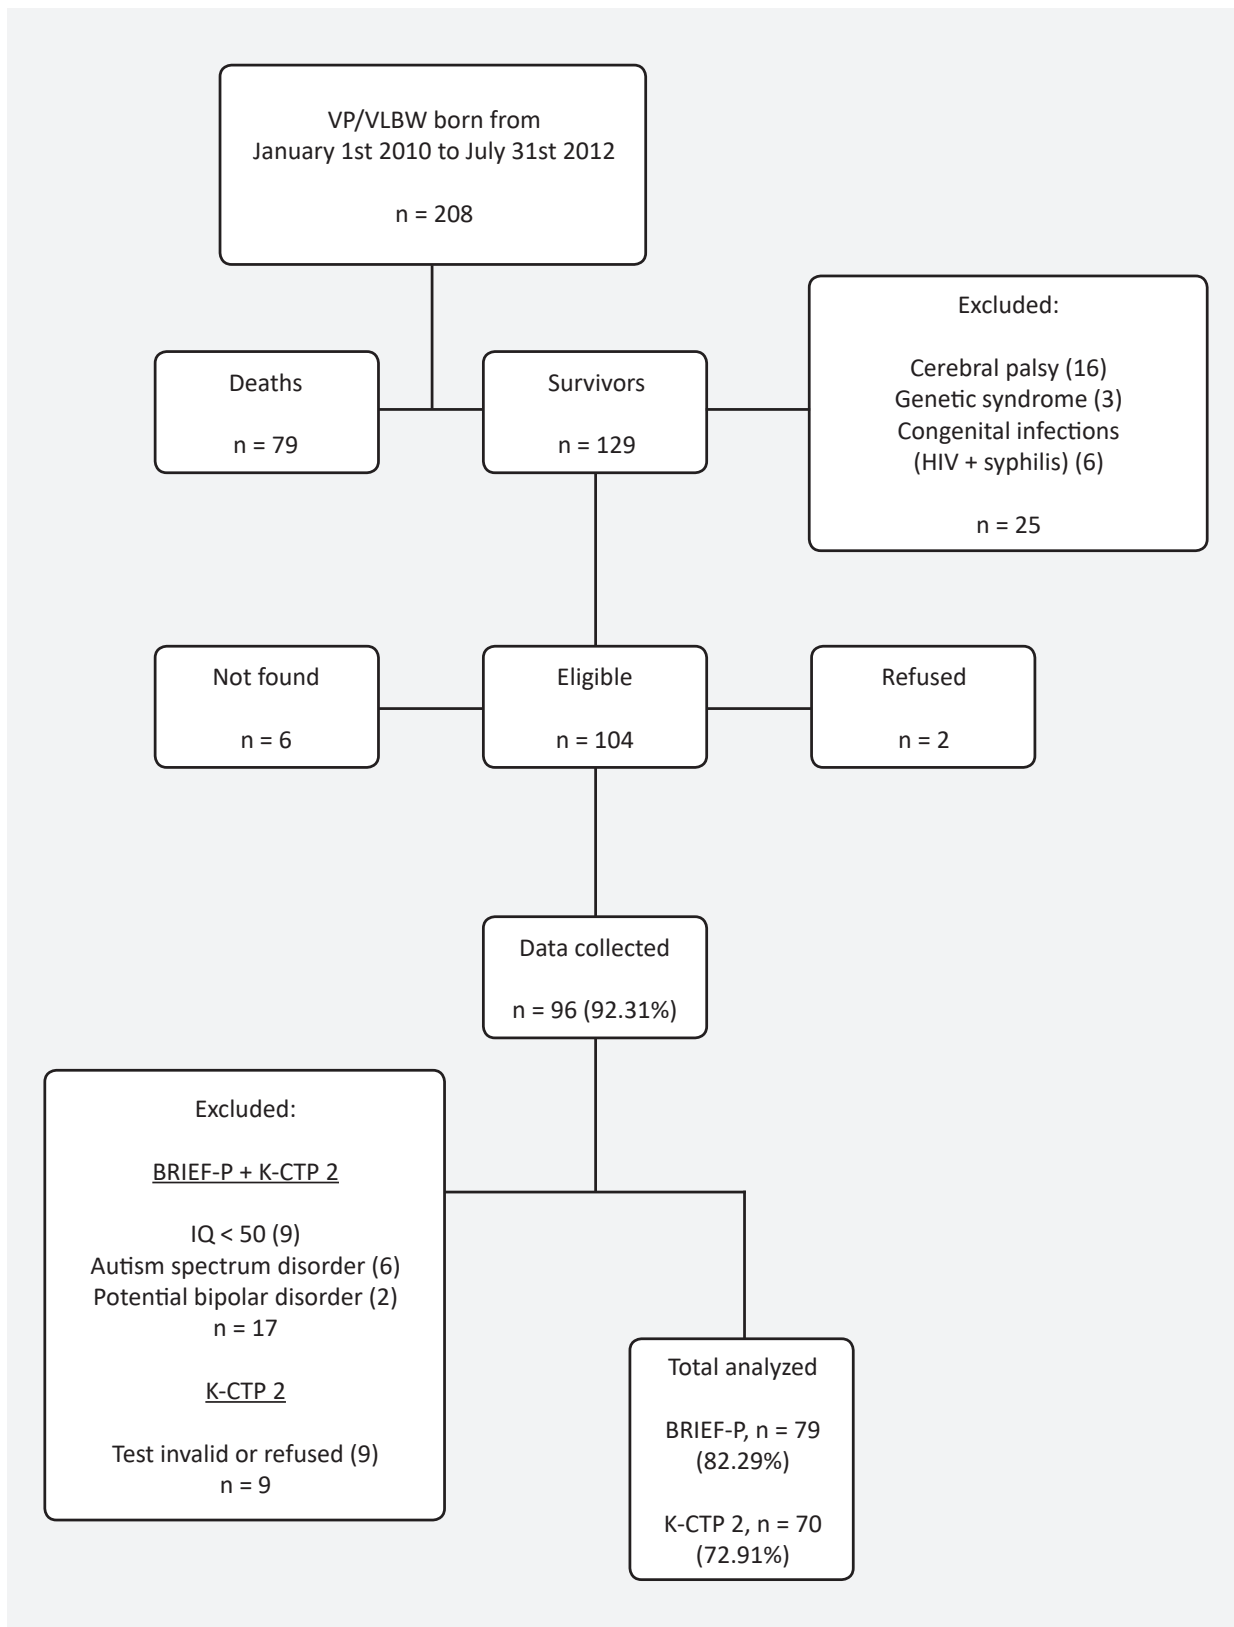 VP/VLBW born from
January 1st 2010 to July 31st 2012
n = 208
Deaths
n = 79
Survivors
n = 129
Excluded:
Cerebral palsy (16)
Genetic syndrome (3)
Congenital infections
(HIV + syphilis) (6)
n = 25
Not found
n = 6
Eligible
n = 104
Refused
n = 2
Data collected
n = 96 (92.31%)
Excluded:
BRIEF-P + K-CTP 2
IQ < 50 (9)
Autism spectrum disorder (6)
Potential bipolar disorder (2)
n = 17
K-CTP 2
Test invalid or refused (9)
n = 9
Total analyzed
BRIEF-P, n = 79
(82.29%)
K-CTP 2, n = 70
(72.91%)